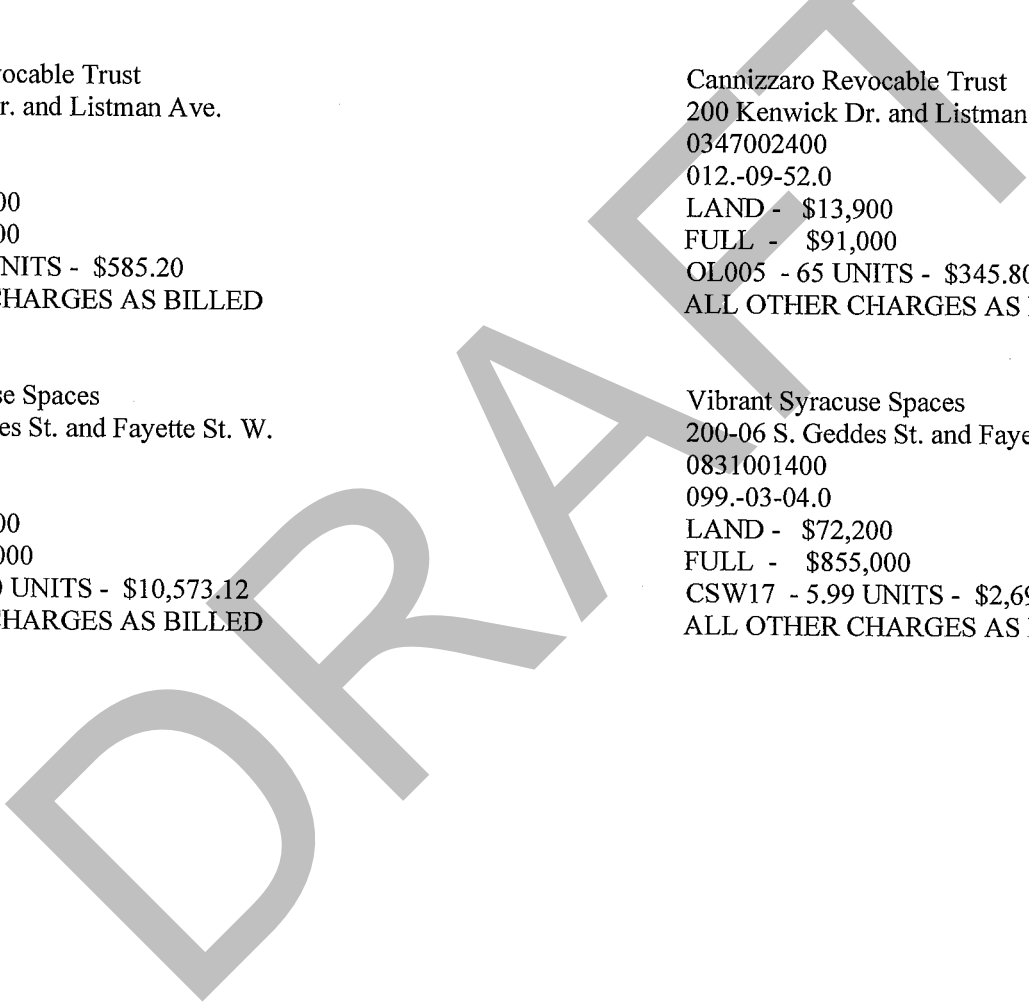 ocable Trust
r. and Listman Ave.
00
00
NITS - $585.20
CHARGES AS BILLED
se Spaces
es St. and Fayette St. W.
00
000
UNITS - $10,573.12
CHARGES AS BILLED
Cannizzaro Revocable Trust
200 Kenwick Dr. and Listman
0347002400
012.-09-52.0
LAND - $13,900
FULL - $91,000
OL005 - 65 UNITS - $345.80
ALL OTHER CHARGES AS
Vibrant Syracuse Spaces
200-06 S. Geddes St. and Faye
0831001400
099.-03-04.0
LAND - $72,200
FULL - $855,000
CSW17 - 5.99 UNITS - $2,69
ALL OTHER CHARGES AS
DRAFT